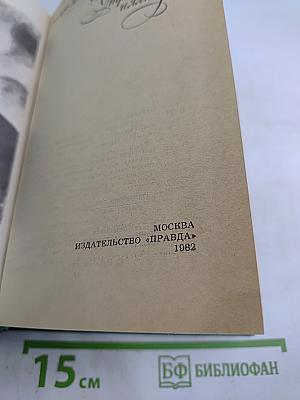 МОСКВА
ИЗДАТЕЛЬСТВО «ПРАВДА»
1982
15 см
БФ БИБЛИОФАН